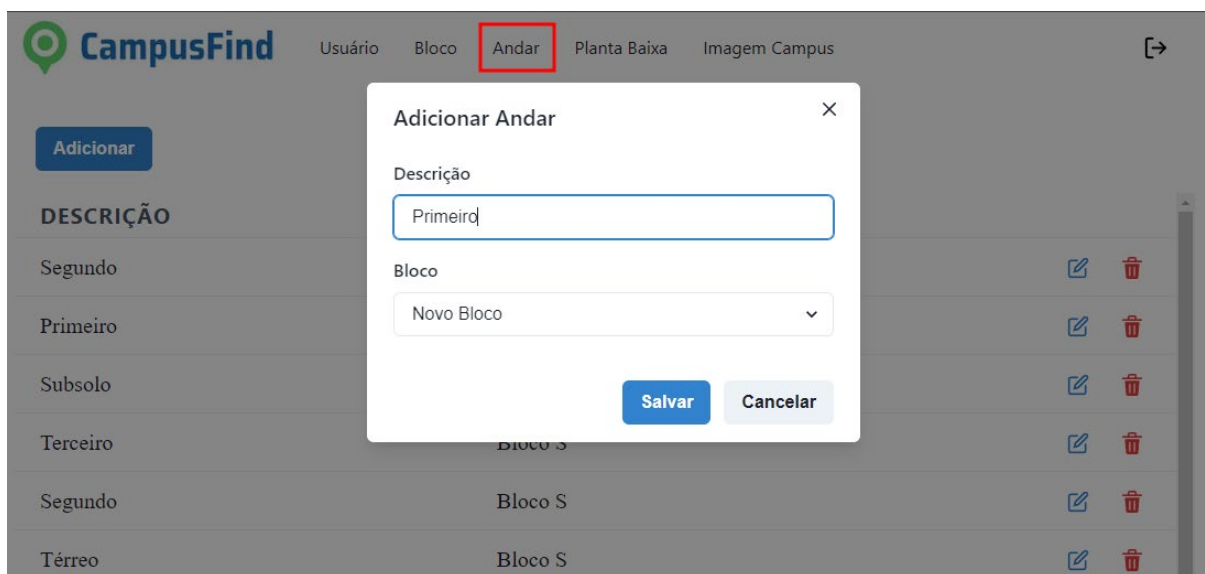 CampusFind Usuário Bloco Andar Planta Baixa Imagem Campus
Adicionar Andar
Adicionar
Descrição
DESCRIÇÃO
Primeiro
Segundo
Bloco
Primeiro
Novo Bloco
Subsolo
Salvar Cancelar
Terceiro Bloco S
Segundo Bloco S
Térreo Bloco S